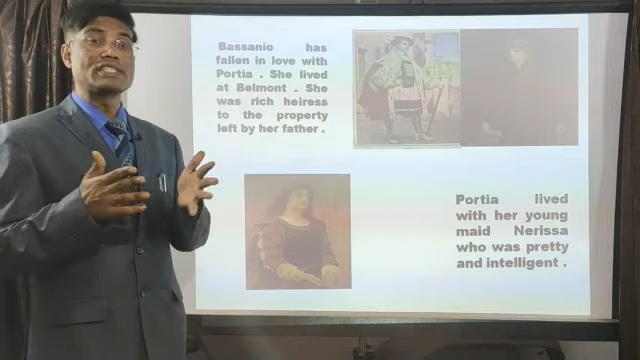 Bassanio has
fallen in love with
Portia . She lived
at Belmont . She
was rich heiress
to the property
left by her father .
Portia lived
with her young
maid Nerissa
who was pretty
and intelligent .